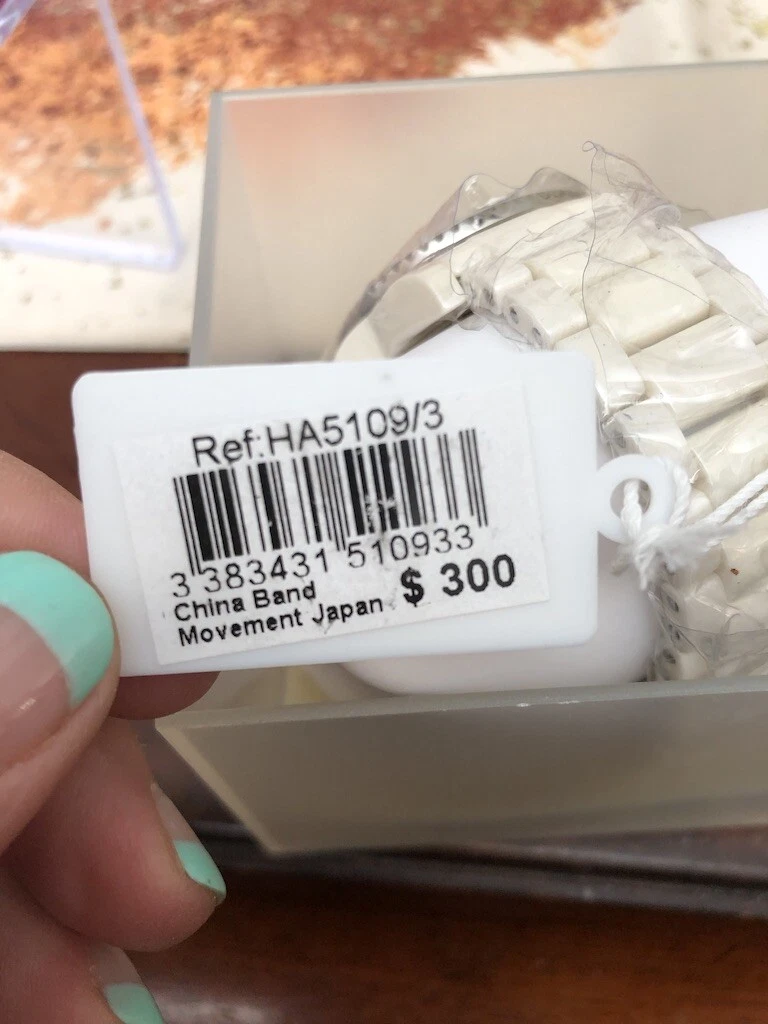 Ref:HA5109/3
3 383431 510933
China Band
Movement Japan
$ 300